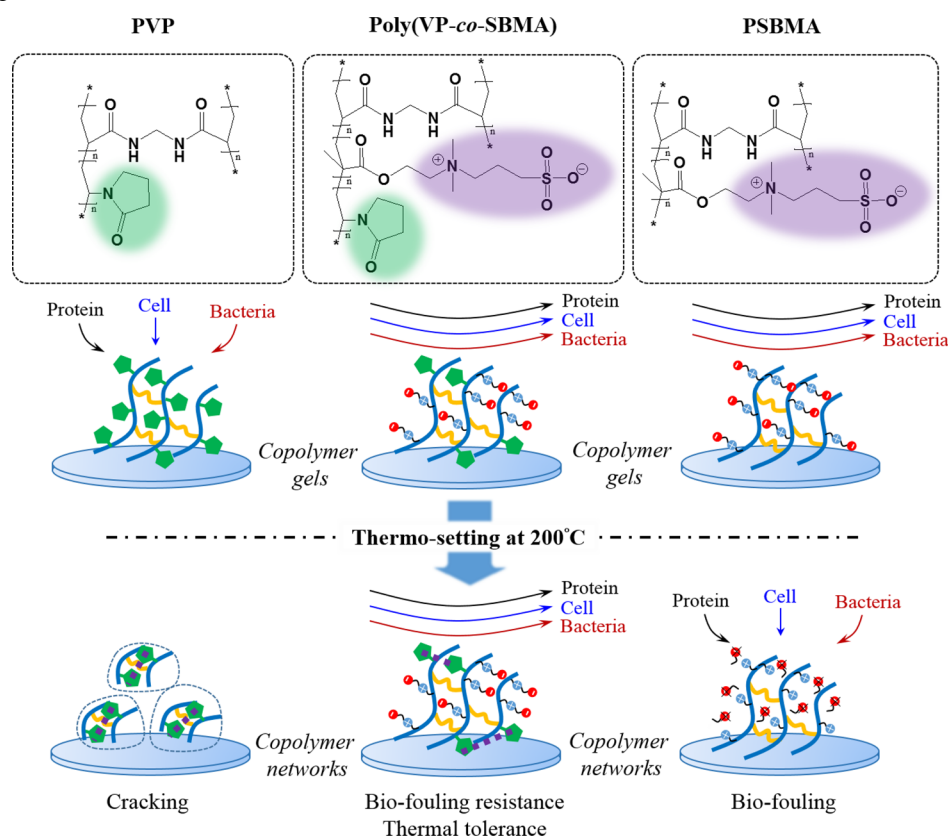 PVP
Poly(VP-co-SBMA)
PSBMA
* *
O O
n n
NH NH
n *
N
n
*
O
* *
O O
n n
NH NH
n *
O
n
O
N
+
O
S
O
O
−
N
n
*
O
* *
O O
n n
NH NH
n *
O
n
*
O
N
+
O
S
O
O
−
Protein
Cell
Bacteria
Protein
Cell
Bacteria
Protein
Cell
Bacteria
Copolymer
gels
Copolymer
gels
Thermo-setting at 200°C
Protein
Cell
Bacteria
Protein
Cell
Bacteria
Copolymer
networks
Copolymer
networks
Cracking
Bio-fouling resistance
Thermal tolerance
Bio-fouling